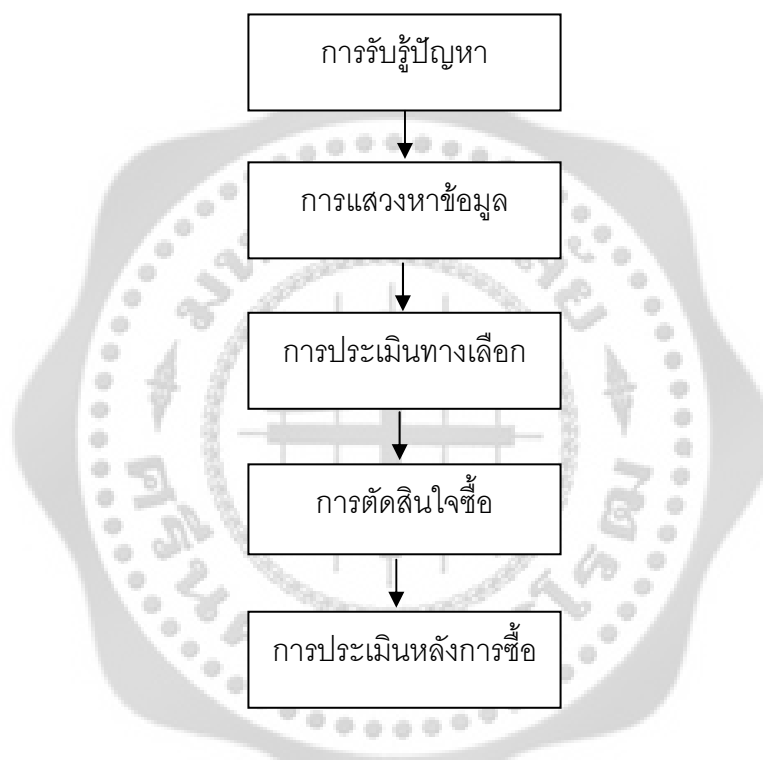 การรับรู้ปัญหา
การแสวงหาข้อมูล
การประเมินทางเลือก
การตัดสินใจซื้อ
การประเมินหลังการซื้อ